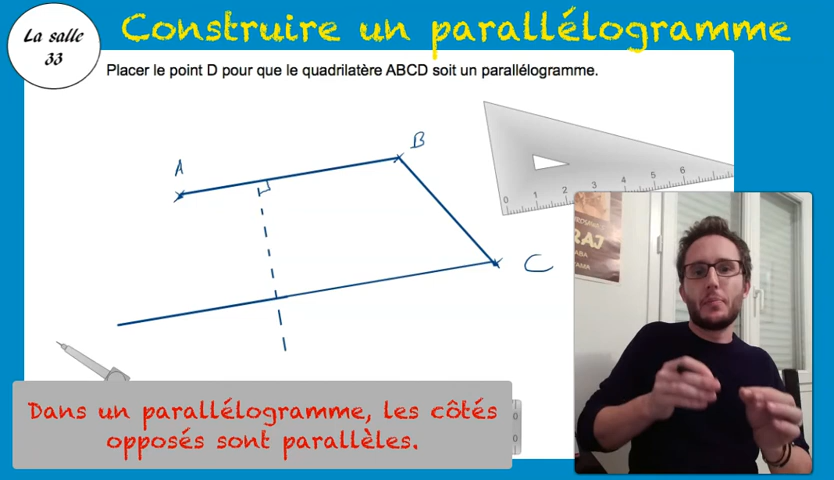 La salle
33
Construire un parallélogramme
Placer le point D pour que le quadrilatère ABCD soit un parallélogramme.
A
B
C
0 1 2 3 4 5 6
RAJ
Dans un parallélogramme, les côtés
opposés sont parallèles.